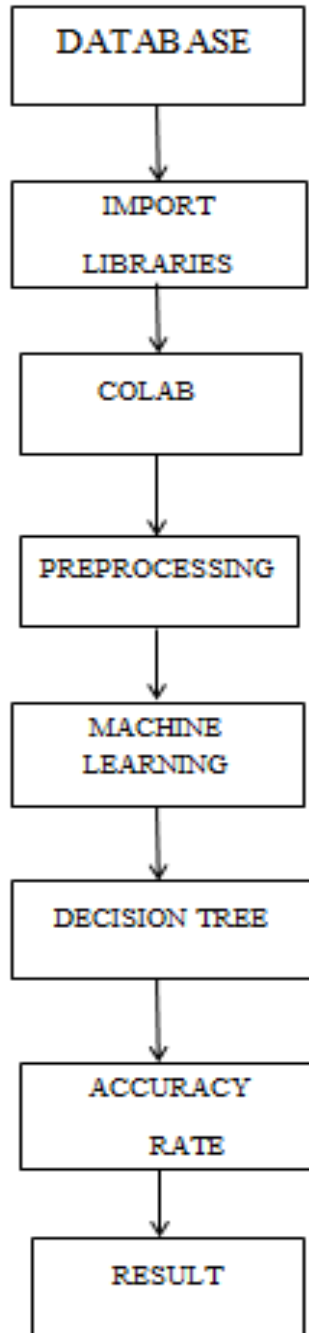 DATABASE
IMPORT
LIBRARIES
COLAB
PREPROCESSING
MACHINE
LEARNING
DECISION TREE
ACCURACY
RATE
RESULT